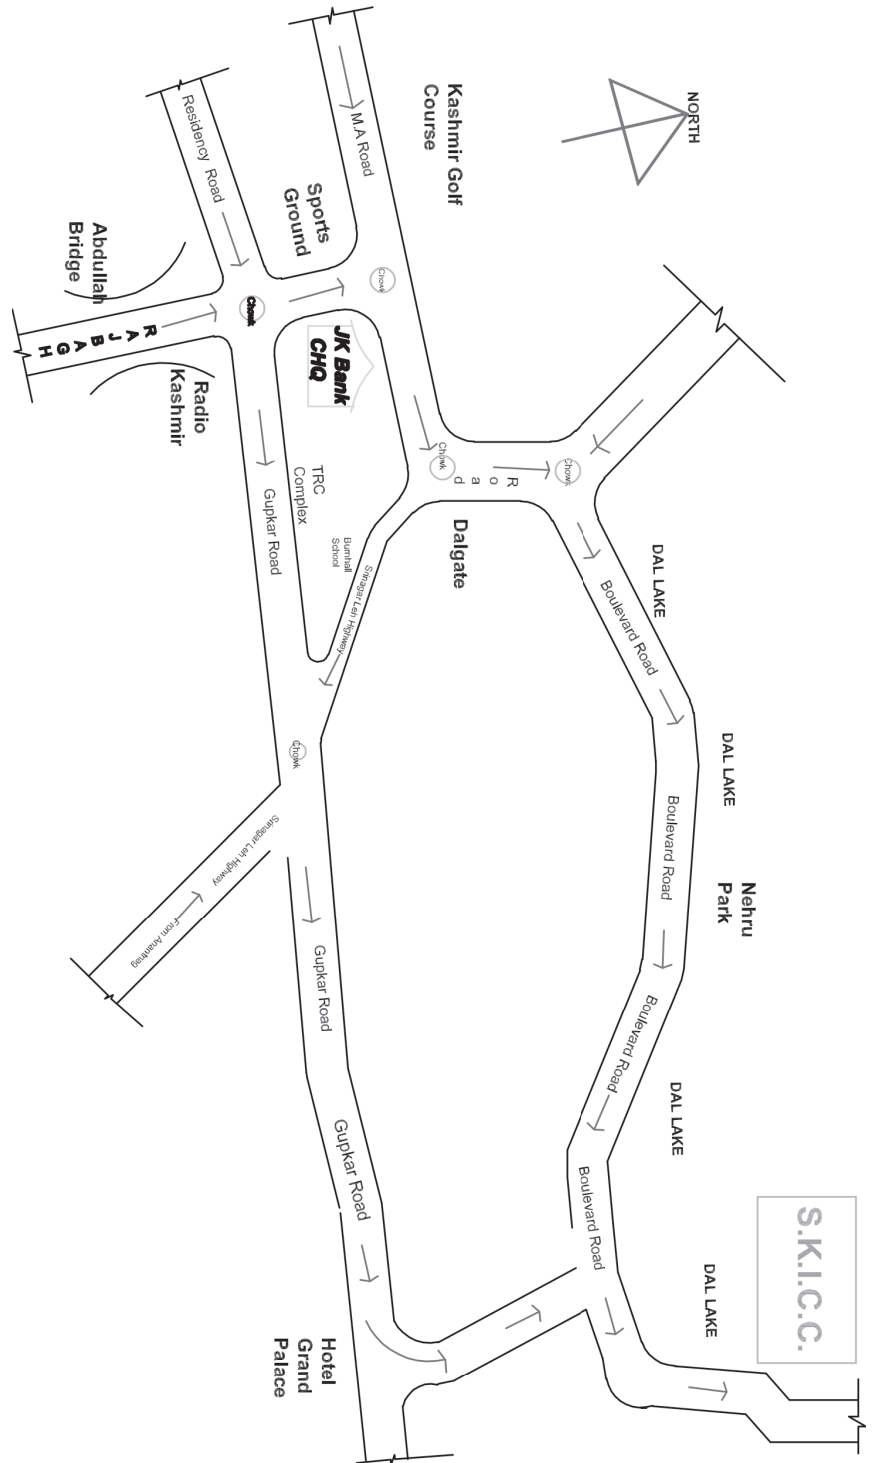 NORTH
Kashmir Golf
Course
M.A Road
Residency Road
Sports
Ground
Abdullah
Bridge
RAJBAGH
Radio
Kashmir
Chowk
Chowk
JK Bank
CHQ
TRC
Complex
Burnhall
School
Gupkar Road
Srinagar Leh Highway
Chowk
Road
Chowk
Dalgate
DAL LAKE
Boulevard Road
DAL LAKE
Boulevard Road
Nehru
Park
Chowk
Srinagar Leh Highway
From Anantnag
Gupkar Road
Boulevard Road
DAL LAKE
Gupkar Road
Boulevard Road
S.K.I.C.C.
DAL LAKE
Hotel
Grand
Palace